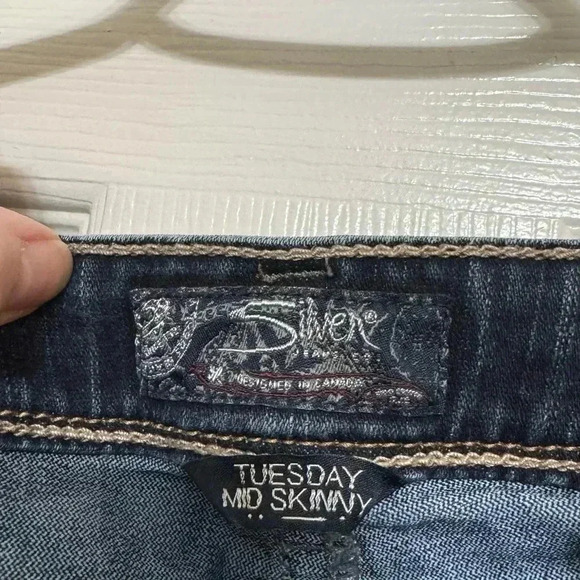 Silver®
DESIGNED IN CANADA
TUESDAY
MID SKINNY